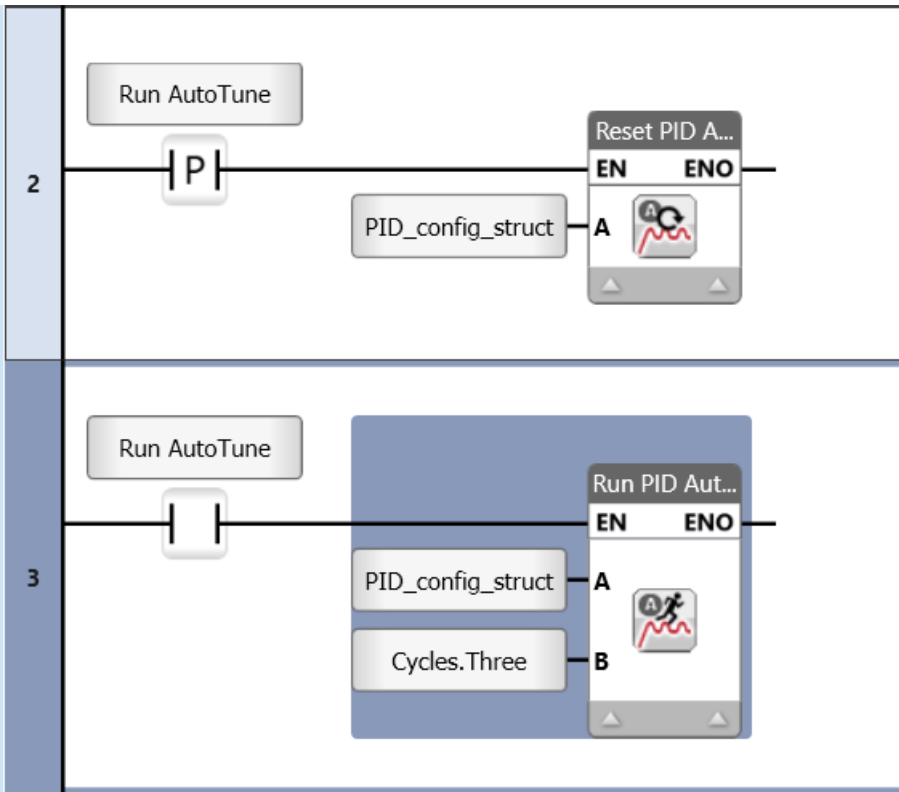 Run AutoTune
Reset PID A...
P
EN ENO
2
PID_config_struct
A
Run AutoTune
Run PID Aut...
EN ENO
PID_config_struct
A
3
Cycles.Three
B